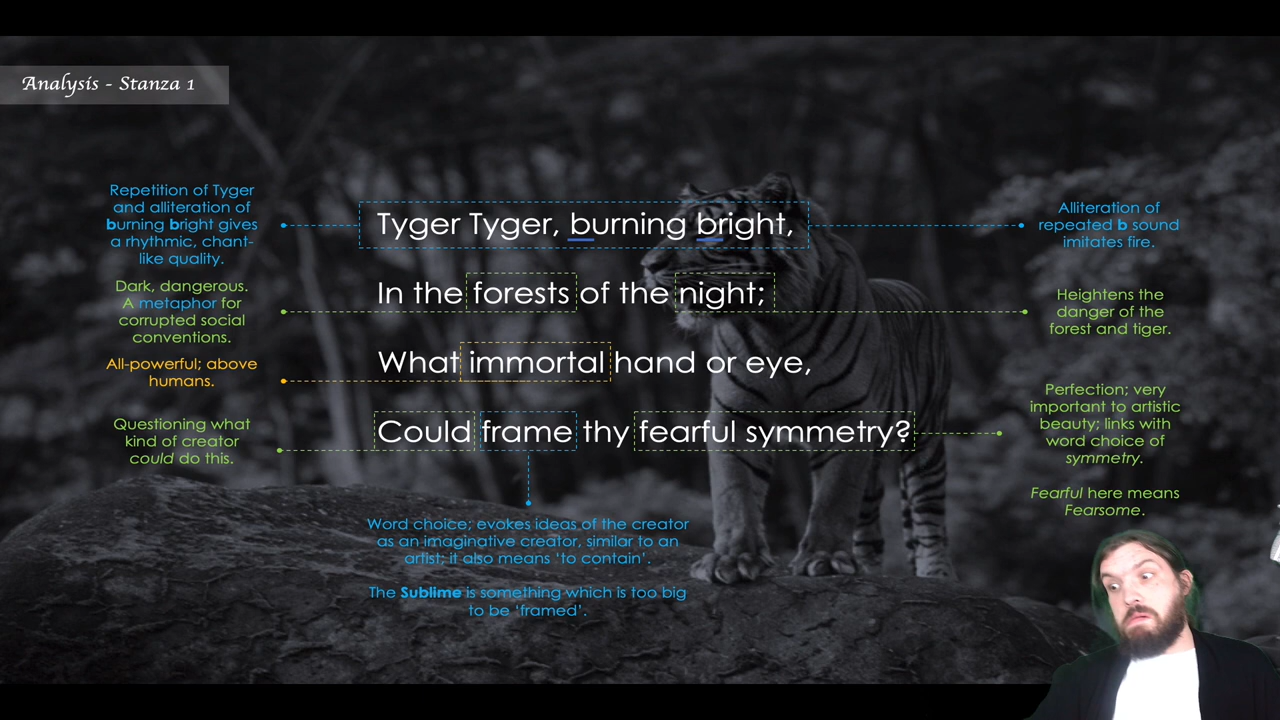 Analysis - Stanza 1
Repetition of Tyger
and alliteration of
burning bright gives
a rhythmic, chant-
like quality.
Dark, dangerous.
A metaphor for
corrupted social
conventions.
All-powerful; above
humans.
Questioning what
kind of creator
could do this.
Tyger Tyger, burning bright,
In the forests of the night;
What immortal hand or eye,
Could frame thy fearful symmetry?
Word choice; evokes ideas of the creator
as an imaginative creator, similar to an
artist; it also means ‘to contain’.
The Sublime is something which is too big
to be ‘framed’.
Alliteration of
repeated b sound
imitates fire.
Heightens the
danger of the
forest and tiger.
Perfection; very
important to artistic
beauty; links with
word choice of
symmetry.
Fearful here means
Fearsome.